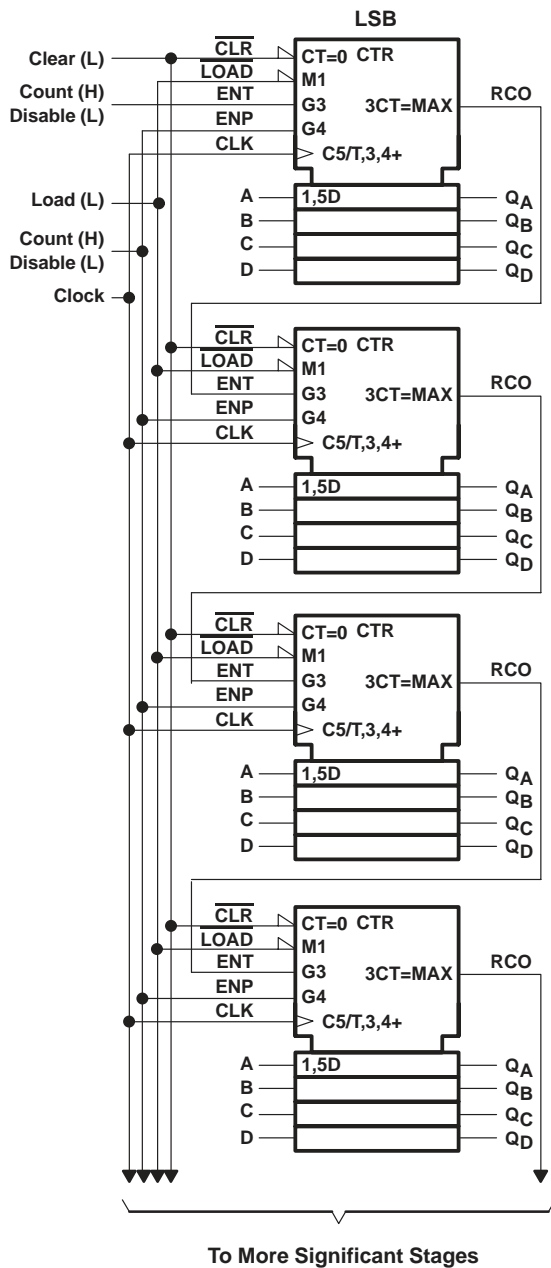 LSB
Clear (L)
CLR
CT=0 CTR
LOAD
M1
Count (H)
Disable (L)
ENT
G3
3CT=MAX
RCO
ENP
G4
CLK
C5/T,3,4+
Load (L)
A
1,5D
QA
B
QB
Count (H)
Disable (L)
C
QC
D
QD
Clock
CLR
CT=0 CTR
LOAD
M1
ENT
G3
3CT=MAX
RCO
ENP
G4
CLK
C5/T,3,4+
A
1,5D
QA
B
QB
C
QC
D
QD
CLR
CT=0 CTR
LOAD
M1
ENT
G3
3CT=MAX
RCO
ENP
G4
CLK
C5/T,3,4+
A
1,5D
QA
B
QB
C
QC
D
QD
CLR
CT=0 CTR
LOAD
M1
ENT
G3
3CT=MAX
RCO
ENP
G4
CLK
C5/T,3,4+
A
1,5D
QA
B
QB
C
QC
D
QD
To More Significant Stages